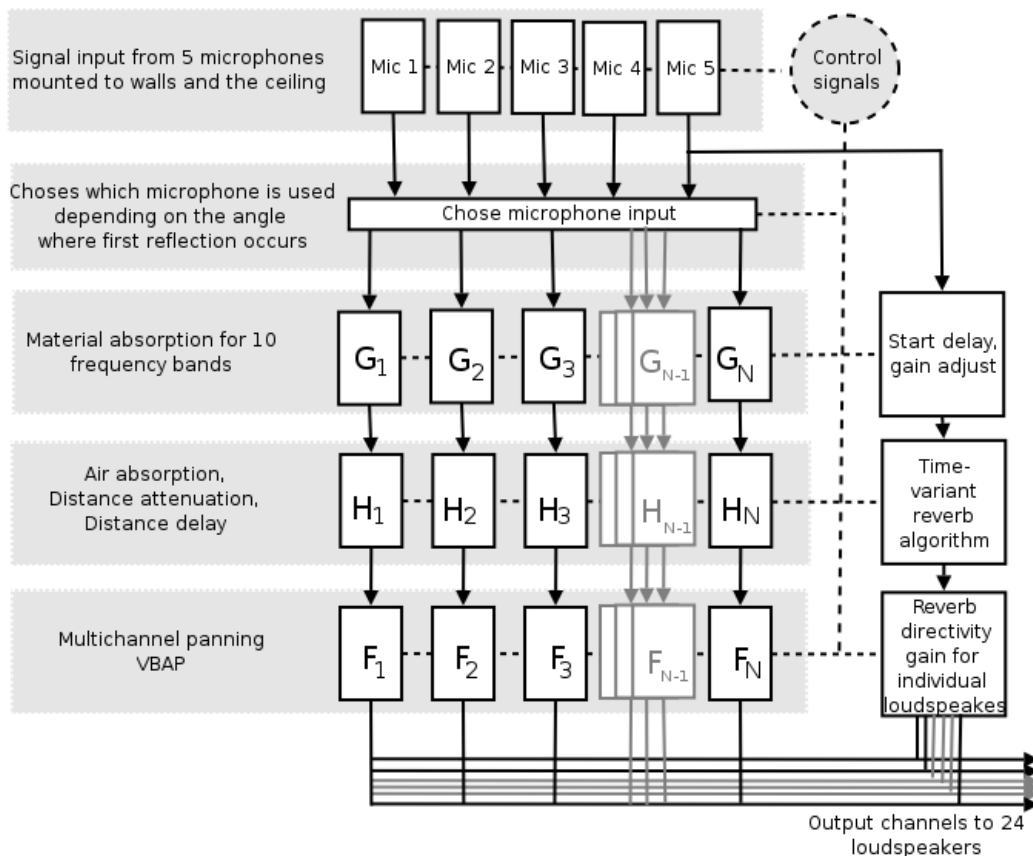 Signal input from 5 microphones
mounted to walls and the ceiling
Mic 1
Mic 2
Mic 3
Mic 4
Mic 5
Control
signals
Choses which microphone is used
depending on the angle
where first reflection occurs
Chose microphone input
Material absorption for 10
frequency bands
G1
G2
G3
GN-1
GN
Start delay,
gain adjust
Air absorption,
Distance attenuation,
Distance delay
H1
H2
H3
HN-1
HN
Time-
variant
reverb
algorithm
Multichannel panning
VBAP
F1
F2
F3
FN-1
FN
Reverb
directivity
gain for
individual
loudspeakes
Output channels to 24
loudspeakers